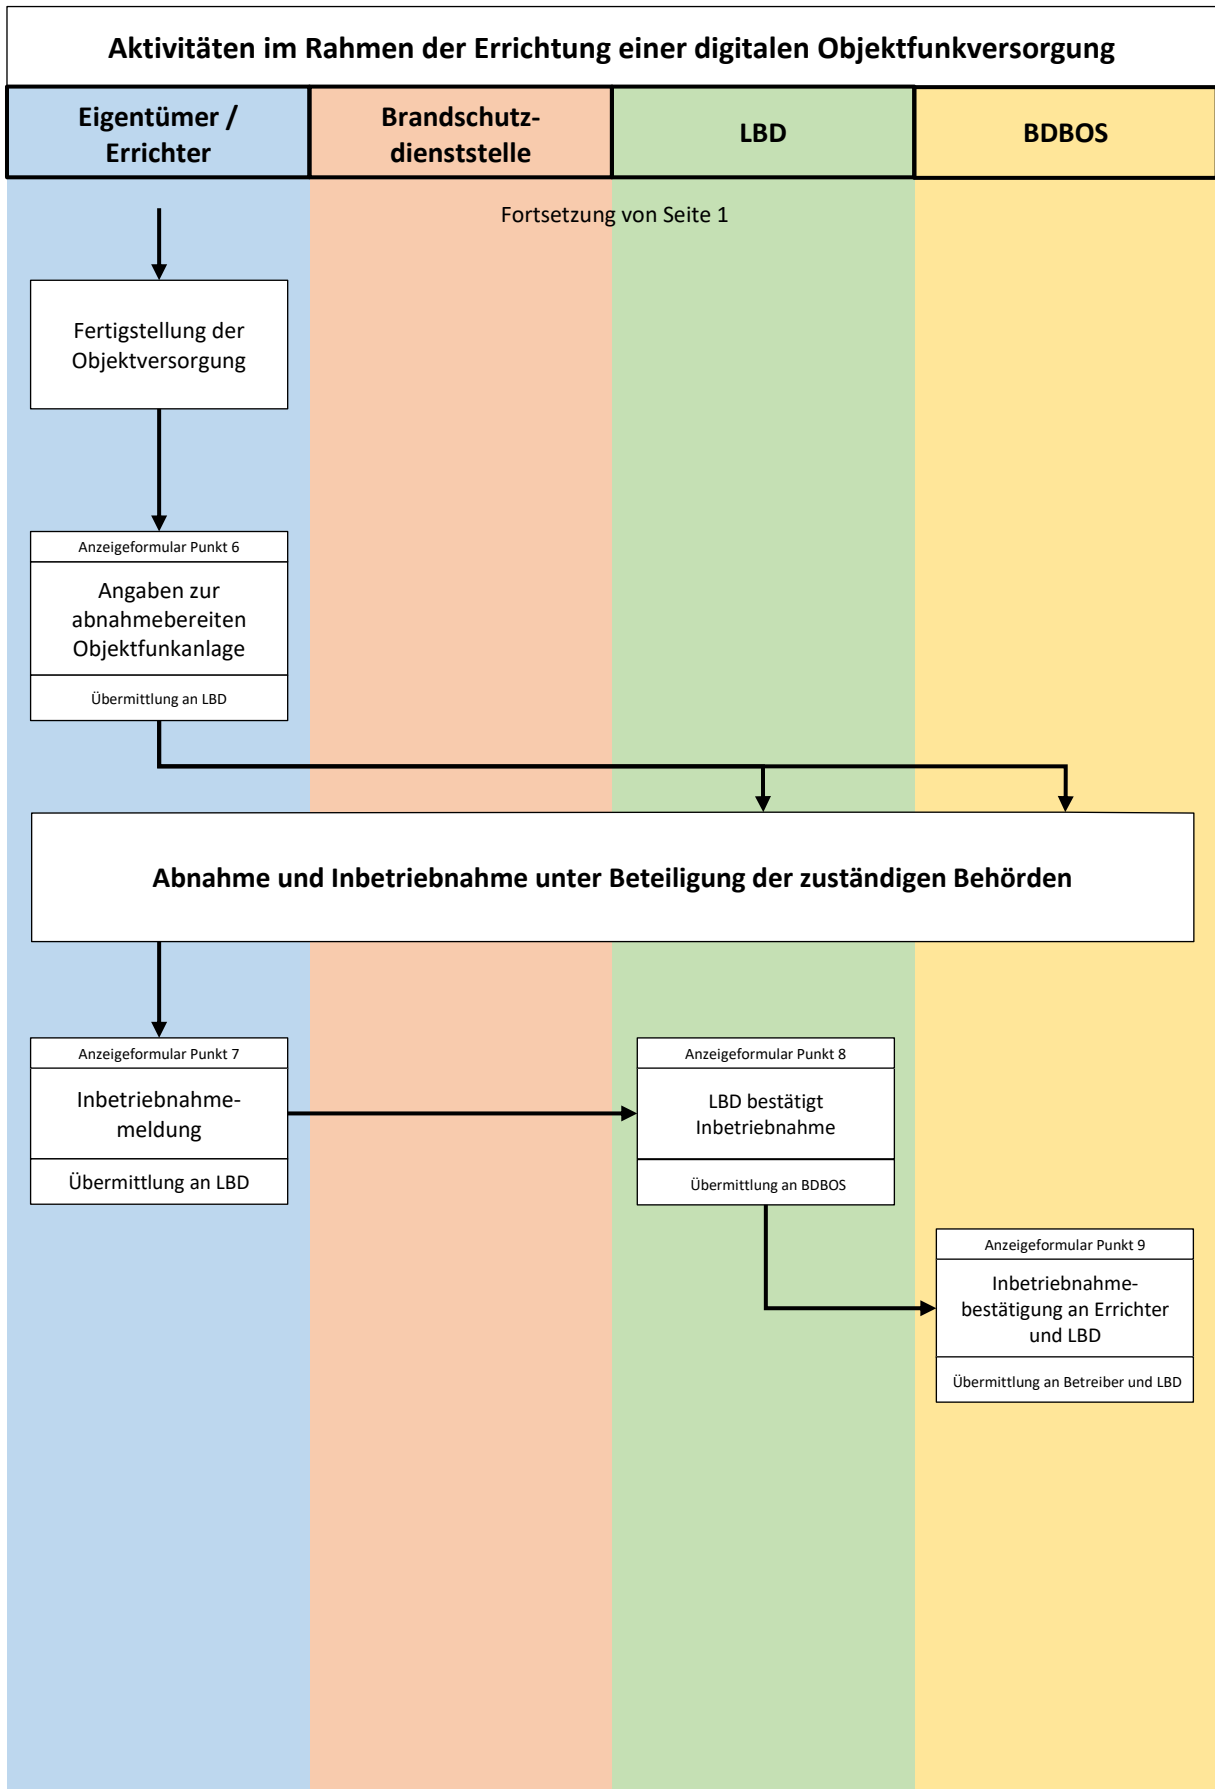 Aktivitäten im Rahmen der Errichtung einer digitalen Objektfunkversorgung
Eigentümer /
Errichter
Brandschutz-
dienststelle
LBD
BDBOS
Fortsetzung von Seite 1
Fertigstellung der
Objektversorgung
Anzeigeformular Punkt 6
Angaben zur
abnahmebereiten
Objektfunkanlage
Übermittlung an LBD
Abnahme und Inbetriebnahme unter Beteiligung der zuständigen Behörden
Anzeigeformular Punkt 7
Inbetriebnahme-
meldung
Übermittlung an LBD
Anzeigeformular Punkt 8
LBD bestätigt
Inbetriebnahme
Übermittlung an BDBOS
Anzeigeformular Punkt 9
Inbetriebnahme-
bestätigung an Errichter
und LBD
Übermittlung an Betreiber und LBD